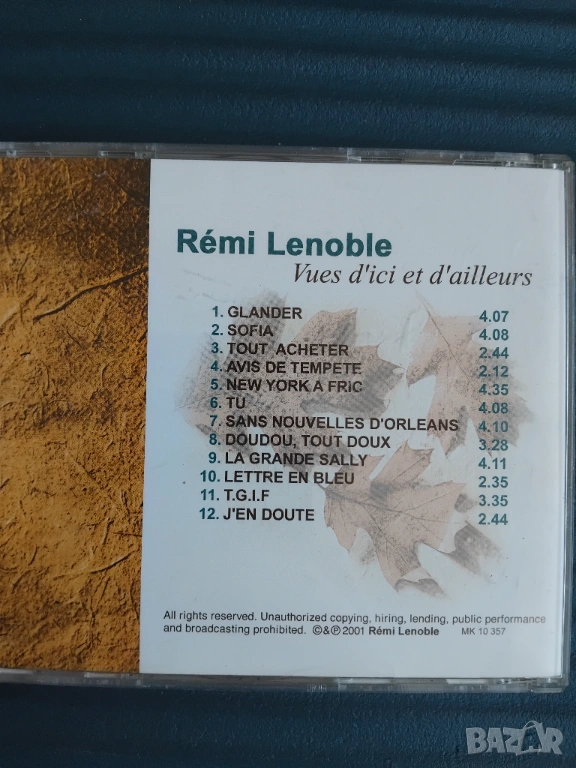 Rémi Lenoble
Vues d'ici et d'ailleurs
1. GLANDER 4.07
2. SOFIA 4.08
3. TOUT ACHETER 2.44
4. AVIS DE TEMPETE 2.12
5. NEW YORK A FRIC 4.35
6. TU 4.08
7. SANS NOUVELLES D'ORLEANS 4.10
8. DOUDOU, TOUT DOUX 3.28
9. LA GRANDE SALLY 4.11
10. LETTRE EN BLEU 2.35
11. T.G.I.F 3.35
12. J'EN DOUTE 2.44
All rights reserved. Unauthorized copying, hiring, lending, public performance
and broadcasting prohibited. ©&℗2001 Rémi Lenoble MK 10 357
BAZAR